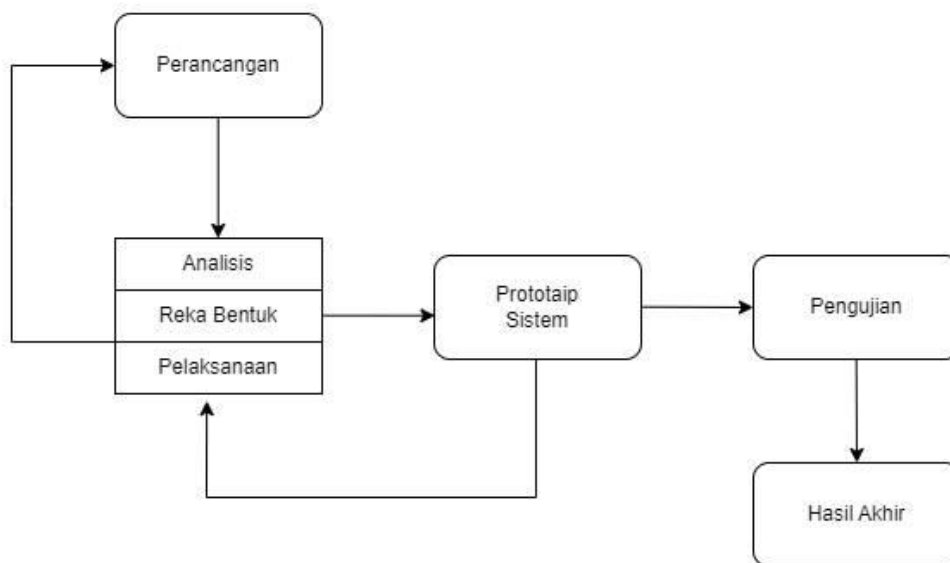 Perancangan
Analisis
Reka Bentuk
Pelaksanaan
Prototaip
Sistem
Pengujian
Hasil Akhir